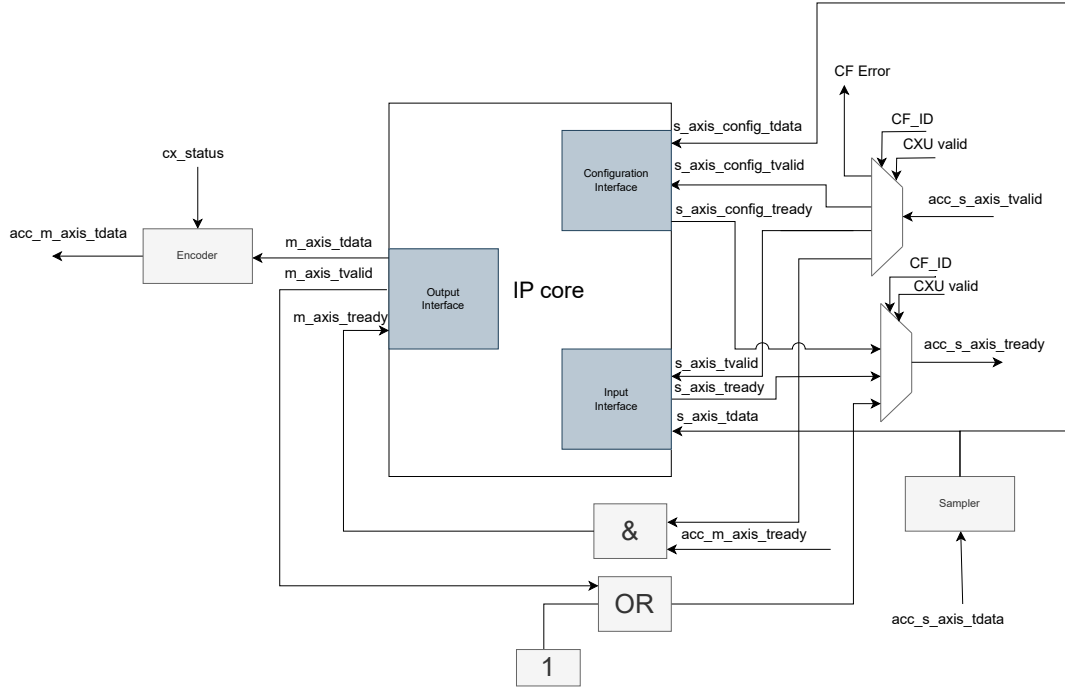 CF Error
CF_ID
CXU valid
s_axis_config_tdata
cx_status
s_axis_config_tvalid
Configuration
Interface
acc_s_axis_tvalid
s_axis_config_tready
acc_m_axis_tdata
m_axis_tdata
Encoder
m_axis_tvalid
Output
Interface
IP core
CF_ID
CXU valid
m_axis_tready
acc_s_axis_tready
s_axis_tvalid
s_axis_tready
Input
Interface
s_axis_tdata
Sampler
&
acc_m_axis_tready
OR
acc_s_axis_tdata
1